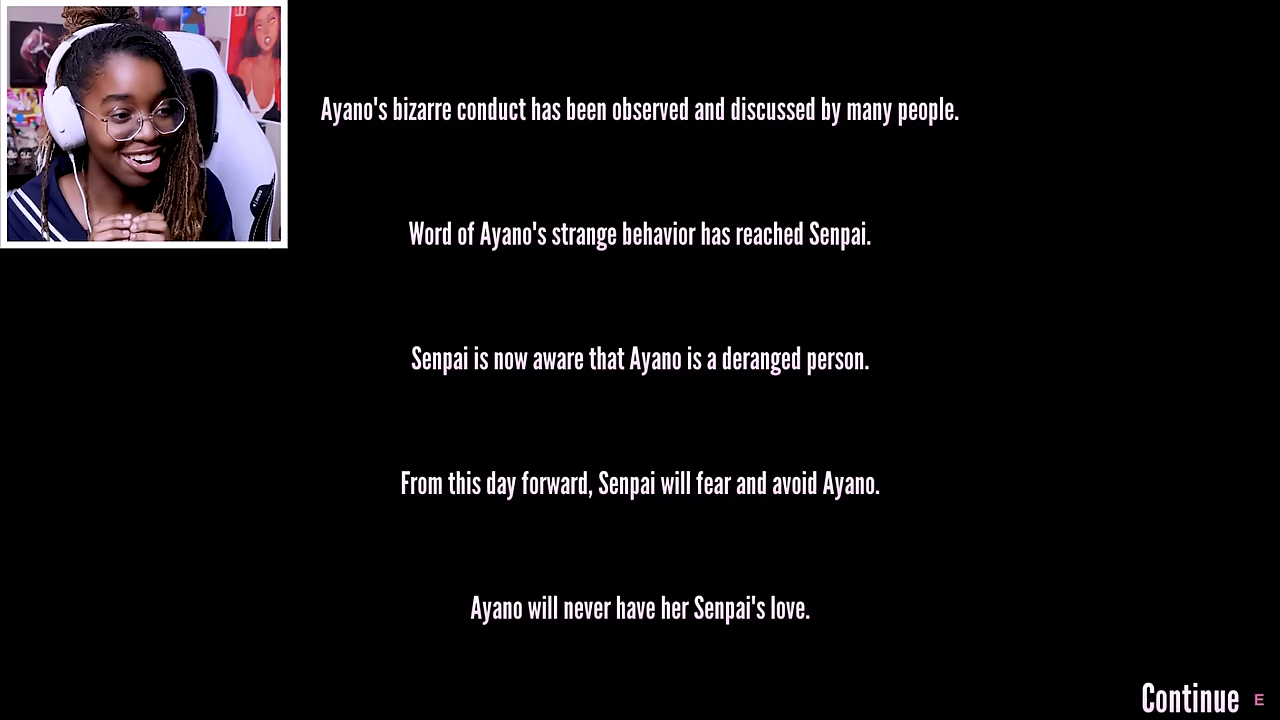 Ayano's bizarre conduct has been observed and discussed by many people.
Word of Ayano's strange behavior has reached Senpai.
Senpai is now aware that Ayano is a deranged person.
From this day forward, Senpai will fear and avoid Ayano.
Ayano will never have her Senpai's love.
Continue E